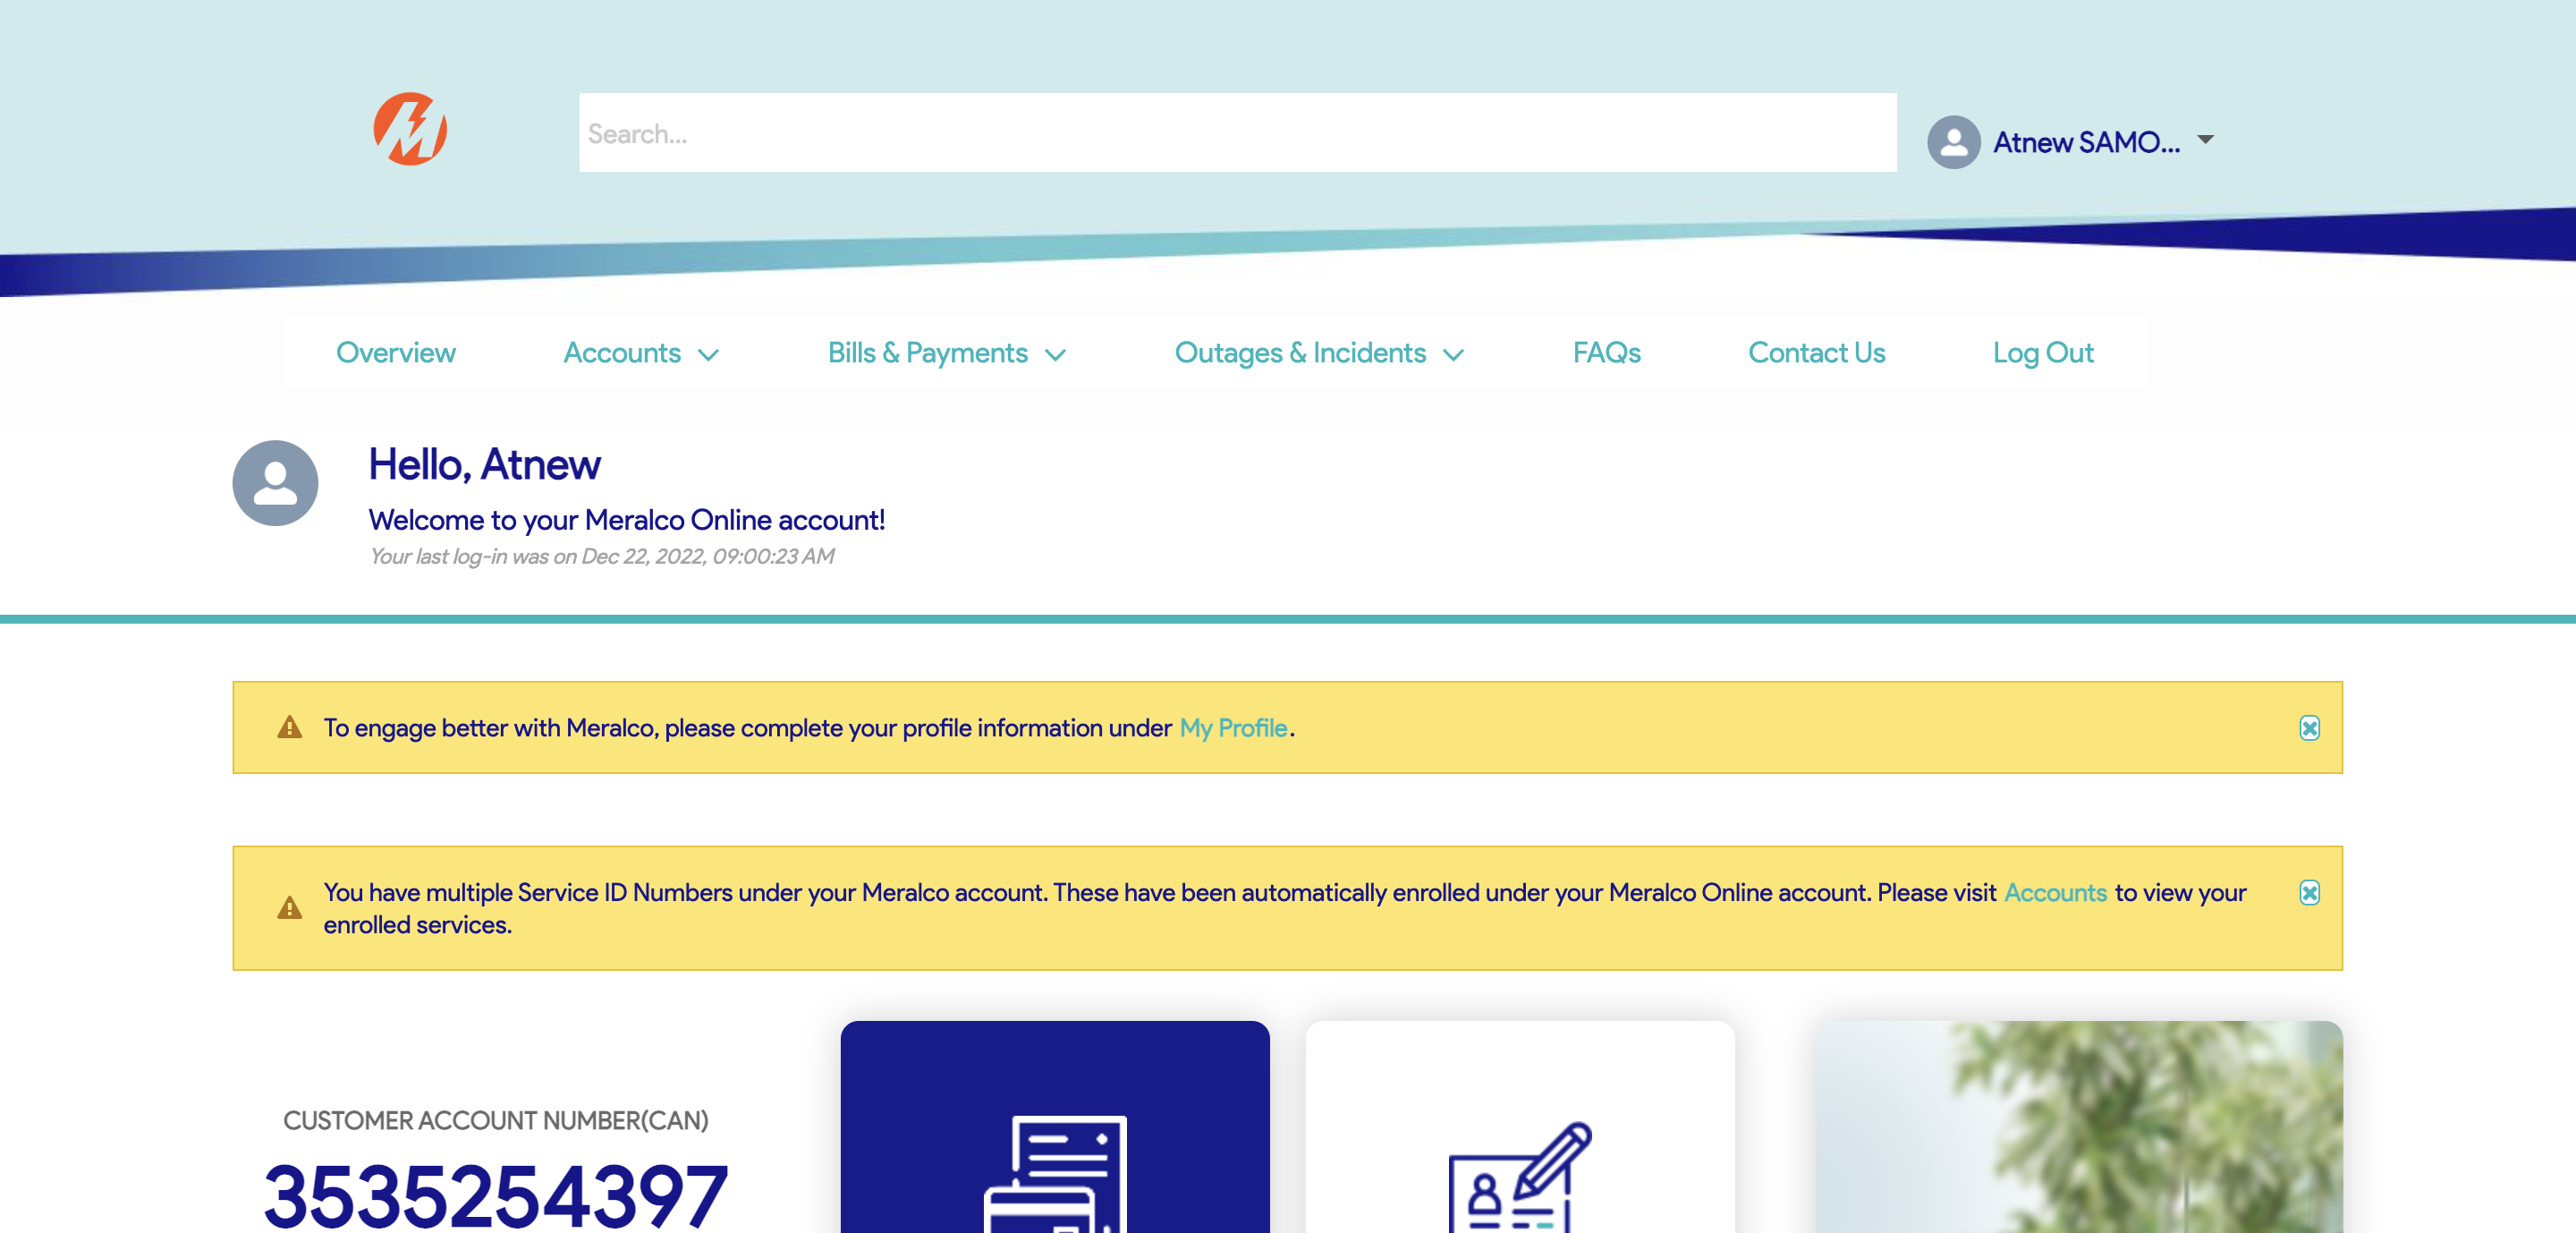 Search...
Atnew SAMO...
Overview Accounts Bills & Payments Outages & Incidents FAQs Contact Us Log Out
Hello, Atnew
Welcome to your Meralco Online account!
Your last log-in was on Dec 22, 2022, 09:00:23 AM
To engage better with Meralco, please complete your profile information under My Profile.
You have multiple Service ID Numbers under your Meralco account. These have been automatically enrolled under your Meralco Online account. Please visit Accounts to view your
enrolled services.
CUSTOMER ACCOUNT NUMBER(CAN)
3535254397